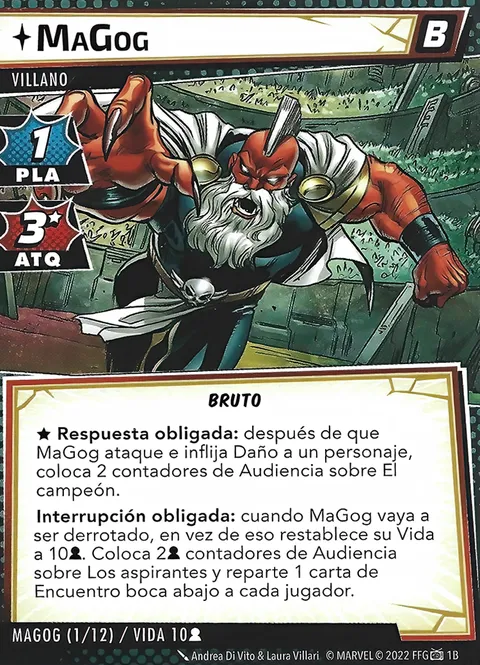 MaGog
B
VILLANO
1
PLA
3★
ATQ
BRUTO
★ Respuesta obligada: después de que
MaGog ataque e inflija Daño a un personaje,
coloca 2 contadores de Audiencia sobre El
campeón.
Interrupción obligada: cuando MaGog vaya a
ser derrotado, en vez de eso restablece su Vida
a 10👤. Coloca 2👤 contadores de Audiencia
sobre Los aspirantes y reparte 1 carta de
Encuentro boca abajo a cada jugador.
MAGOG (1/12) / VIDA 10👤
Andrea Di Vito & Laura Villari © MARVEL © 2022 FFG 1B